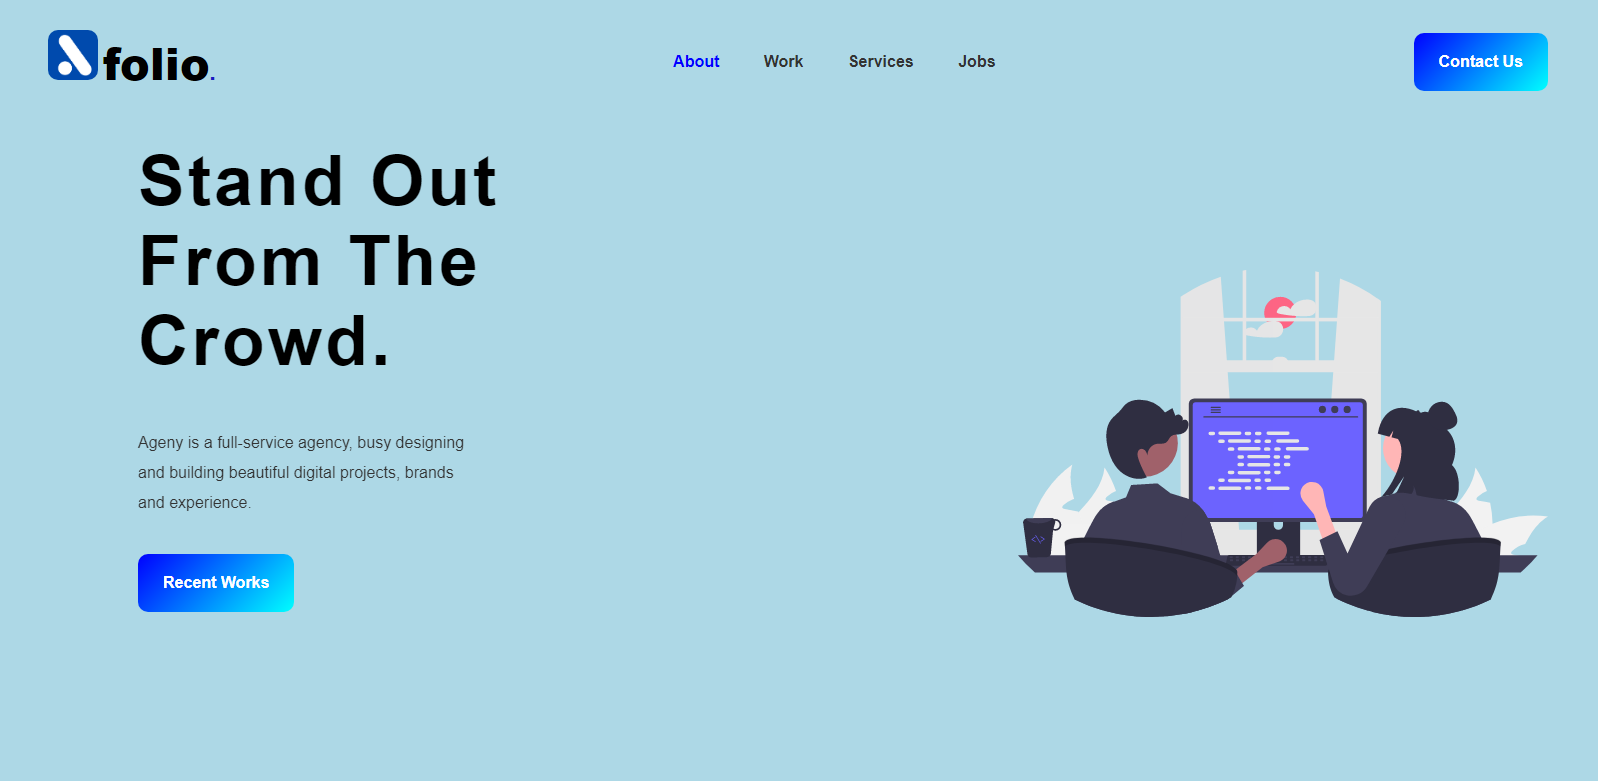 folio.
About Work Services Jobs
Contact Us
Stand Out
From The
Crowd.
Ageny is a full-service agency, busy designing
and building beautiful digital projects, brands
and experience.
Recent Works